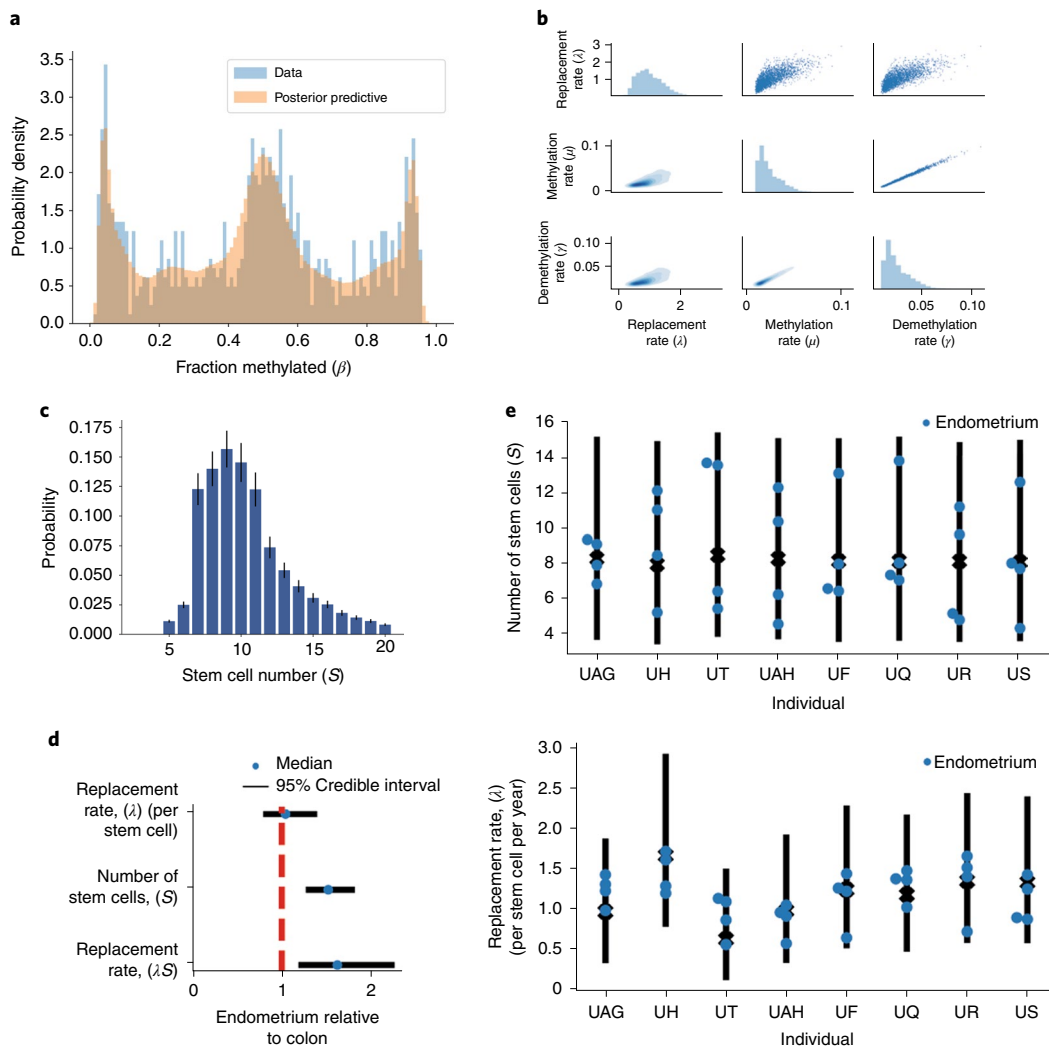 a
3.5
3.0
2.5
2.0
1.5
1.0
0.5
0.0
Probability density
Data
Posterior predictive
0.0 0.2 0.4 0.6 0.8 1.0
Fraction methylated (β)
b
Replacement
rate (λ)
3
2
1
Methylation
rate (μ)
0.1
0
Demethylation
rate (γ)
0.10
0.05
0 2
0 0.1
0.05 0.10
Replacement
rate (λ)
Methylation
rate (μ)
Demethylation
rate (γ)
c
0.175
0.150
0.125
0.100
0.075
0.050
0.025
0.000
Probability
5 10 15 20
Stem cell number (S)
d
Median
95% Credible interval
Replacement
rate, (λ) (per
stem cell)
Number of
stem cells, (S)
Replacement
rate, (λS)
0 1 2
Endometrium relative
to colon
e
16
14
12
10
8
6
4
Number of stem cells (S)
Endometrium
UAG UH UT UAH UF UQ UR US
Individual
3.0
2.5
2.0
1.5
1.0
0.5
0
Replacement rate, (λ)
(per stem cell per year)
Endometrium
UAG UH UT UAH UF UQ UR US
Individual